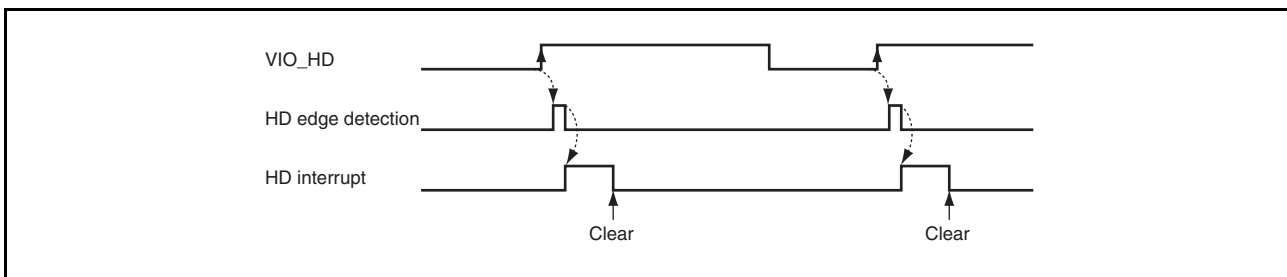 VIO_HD
HD edge detection
HD interrupt
Clear
Clear